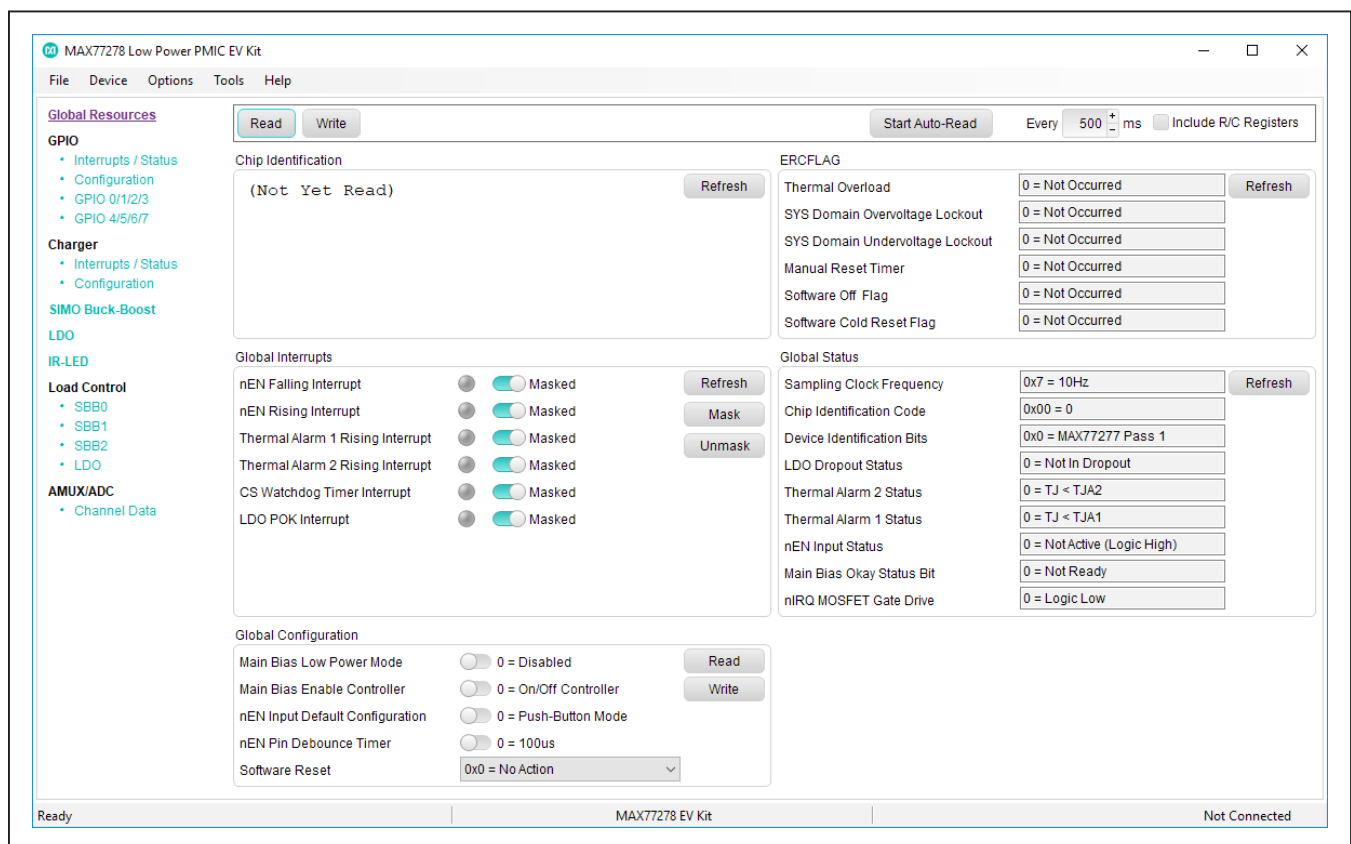 MAX77278 Low Power PMIC EV Kit
File Device Options Tools Help
Global Resources
GPIO
• Interrupts / Status
• Configuration
• GPIO 0/1/2/3
• GPIO 4/5/6/7
Charger
• Interrupts / Status
• Configuration
SIMO Buck-Boost
LDO
IR-LED
Load Control
• SBB0
• SBB1
• SBB2
• LDO
AMUX/ADC
• Channel Data
Read Write Start Auto-Read Every 500 ms Include R/C Registers
Chip Identification
(Not Yet Read) Refresh
ERCFLAG
Thermal Overload 0 = Not Occurred Refresh
SYS Domain Overvoltage Lockout 0 = Not Occurred
SYS Domain Undervoltage Lockout 0 = Not Occurred
Manual Reset Timer 0 = Not Occurred
Software Off Flag 0 = Not Occurred
Software Cold Reset Flag 0 = Not Occurred
Global Interrupts
nEN Falling Interrupt Masked Refresh
nEN Rising Interrupt Masked Mask
Thermal Alarm 1 Rising Interrupt Masked Unmask
Thermal Alarm 2 Rising Interrupt Masked
CS Watchdog Timer Interrupt Masked
LDO POK Interrupt Masked
Global Status
Sampling Clock Frequency 0x7 = 10Hz Refresh
Chip Identification Code 0x00 = 0
Device Identification Bits 0x0 = MAX77277 Pass 1
LDO Dropout Status 0 = Not In Dropout
Thermal Alarm 2 Status 0 = TJ < TJA2
Thermal Alarm 1 Status 0 = TJ < TJA1
nEN Input Status 0 = Not Active (Logic High)
Main Bias Okay Status Bit 0 = Not Ready
nIRQ MOSFET Gate Drive 0 = Logic Low
Global Configuration
Main Bias Low Power Mode 0 = Disabled Read
Main Bias Enable Controller 0 = On/Off Controller Write
nEN Input Default Configuration 0 = Push-Button Mode
nEN Pin Debounce Timer 0 = 100us
Software Reset 0x0 = No Action
Ready MAX77278 EV Kit Not Connected